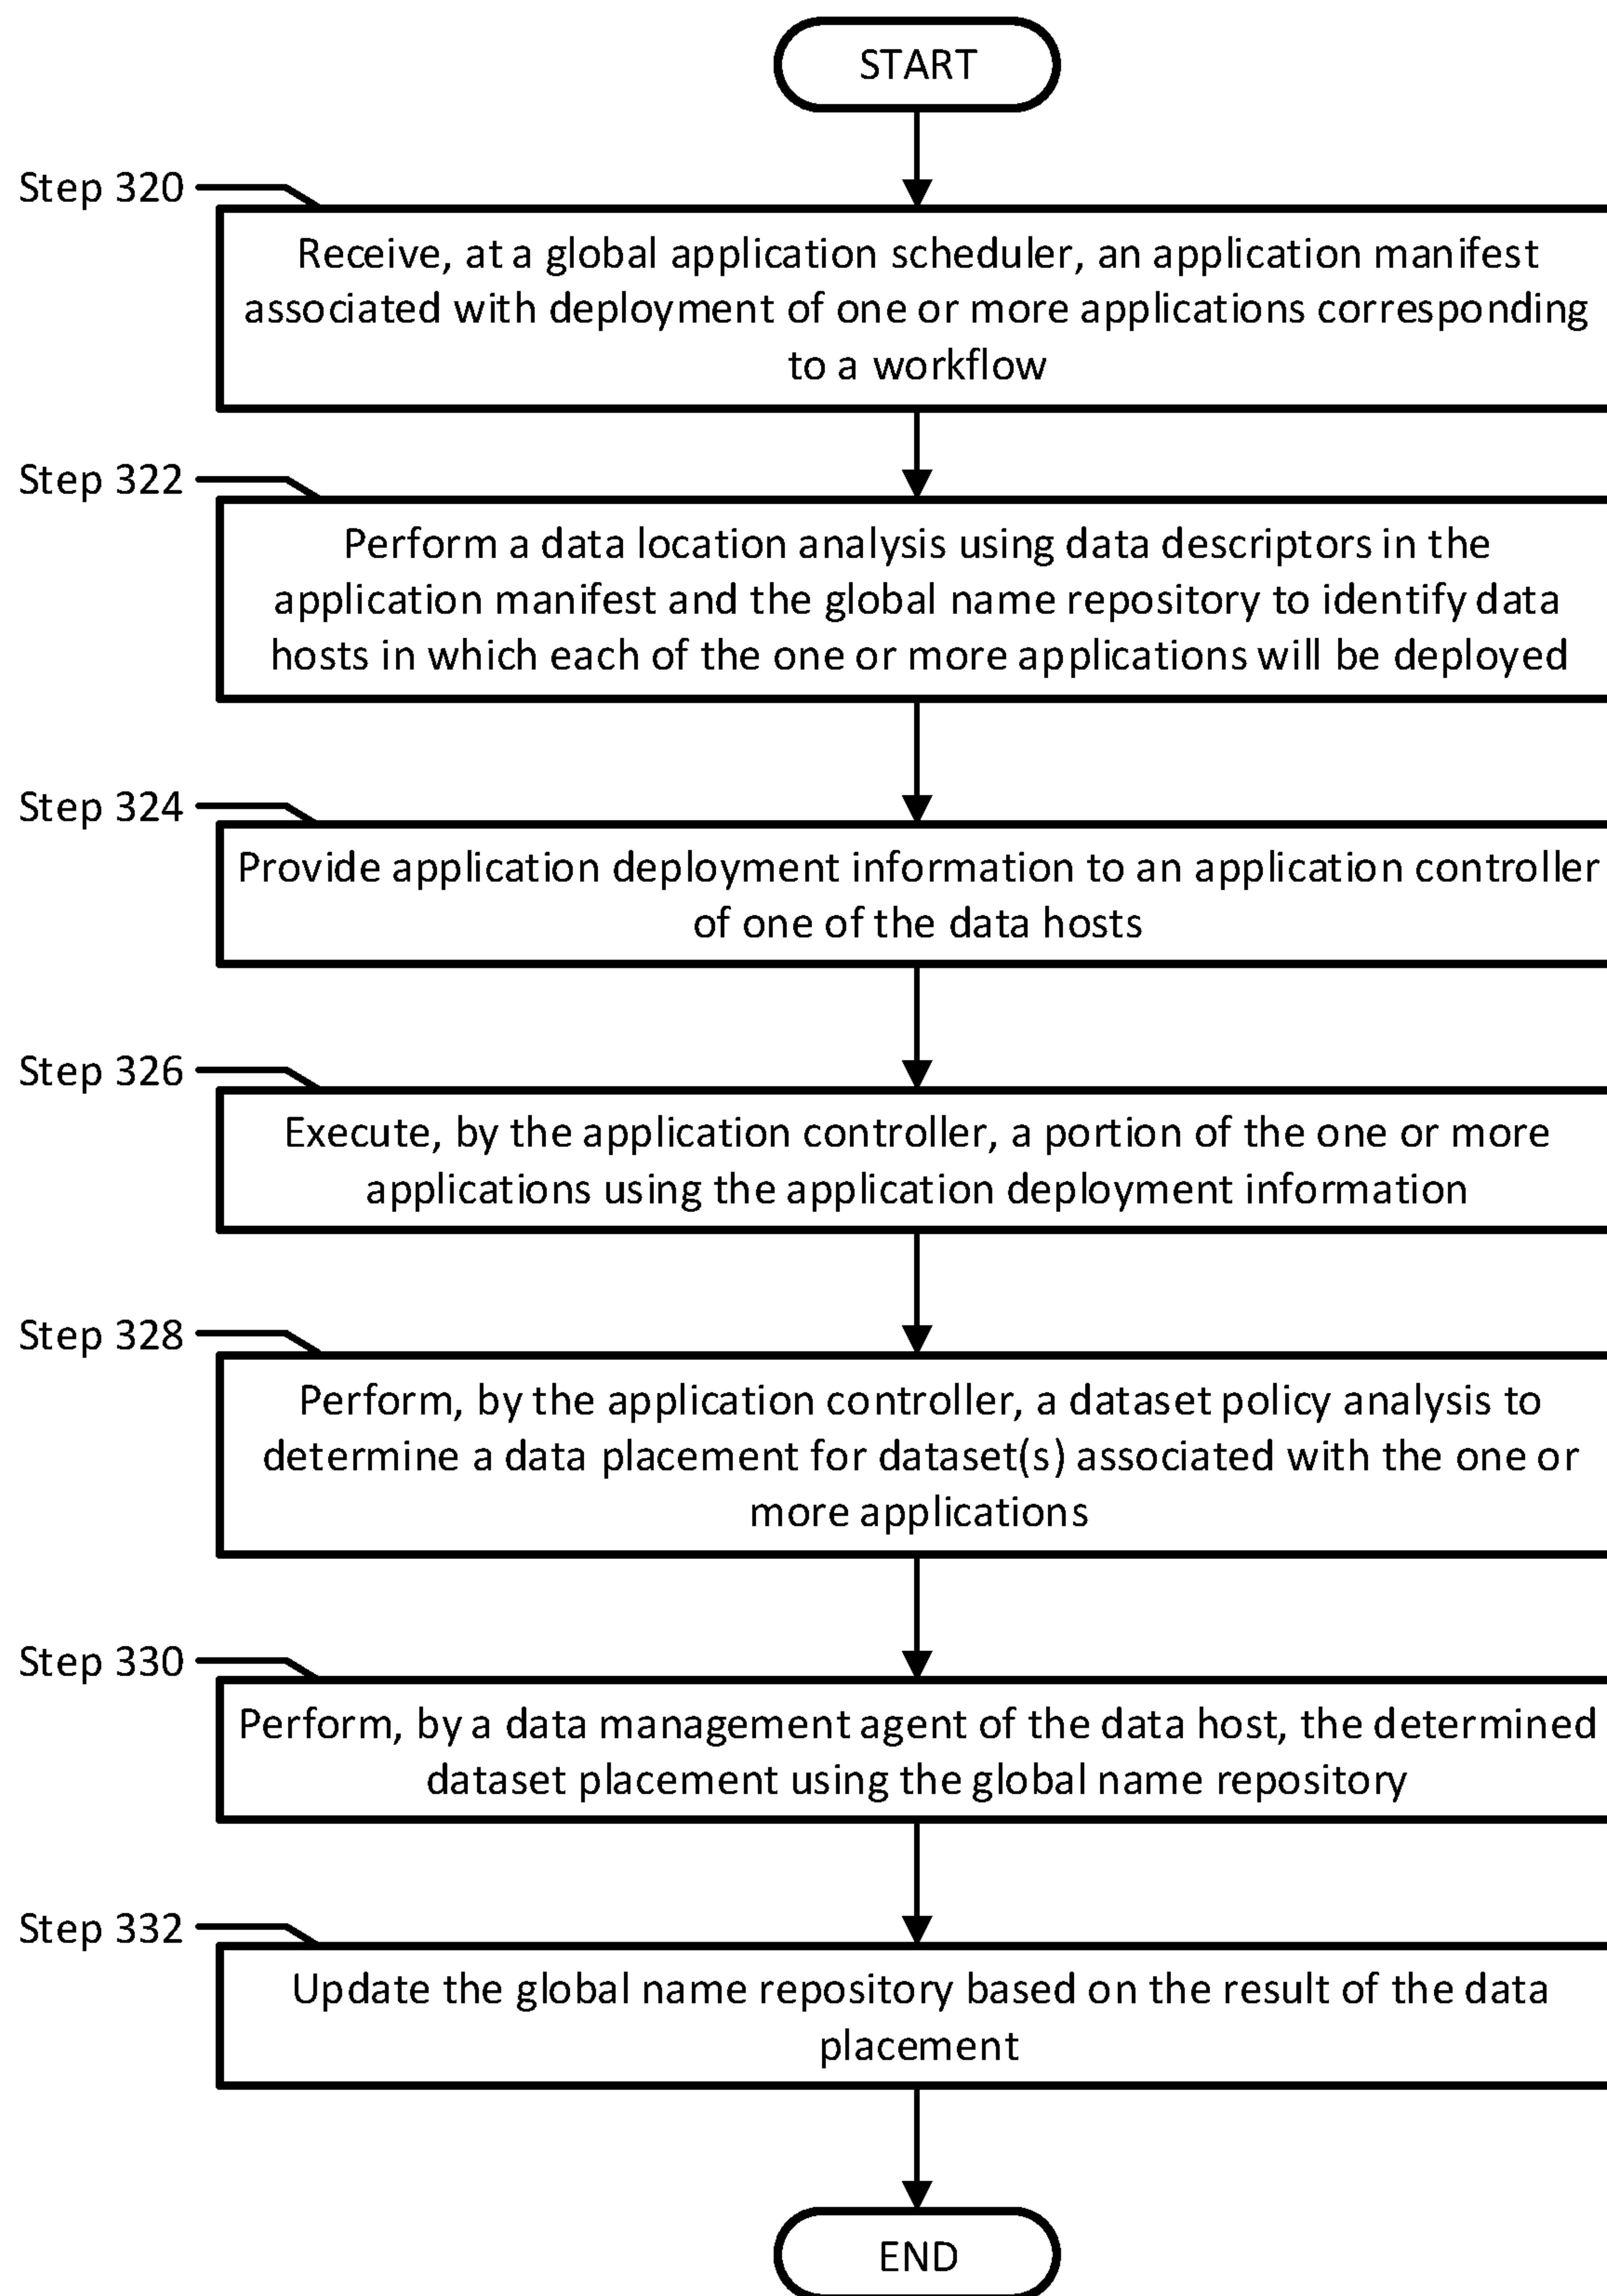 START
Step 320
Receive, at a global application scheduler, an application manifest
associated with deployment of one or more applications corresponding
to a workflow
Step 322
Perform a data location analysis using data descriptors in the
application manifest and the global name repository to identify data
hosts in which each of the one or more applications will be deployed
Step 324
Provide application deployment information to an application controller
of one of the data hosts
Step 326
Execute, by the application controller, a portion of the one or more
applications using the application deployment information
Step 328
Perform, by the application controller, a dataset policy analysis to
determine a data placement for dataset(s) associated with the one or
more applications
Step 330
Perform, by a data management agent of the data host, the determined
dataset placement using the global name repository
Step 332
Update the global name repository based on the result of the data
placement
END